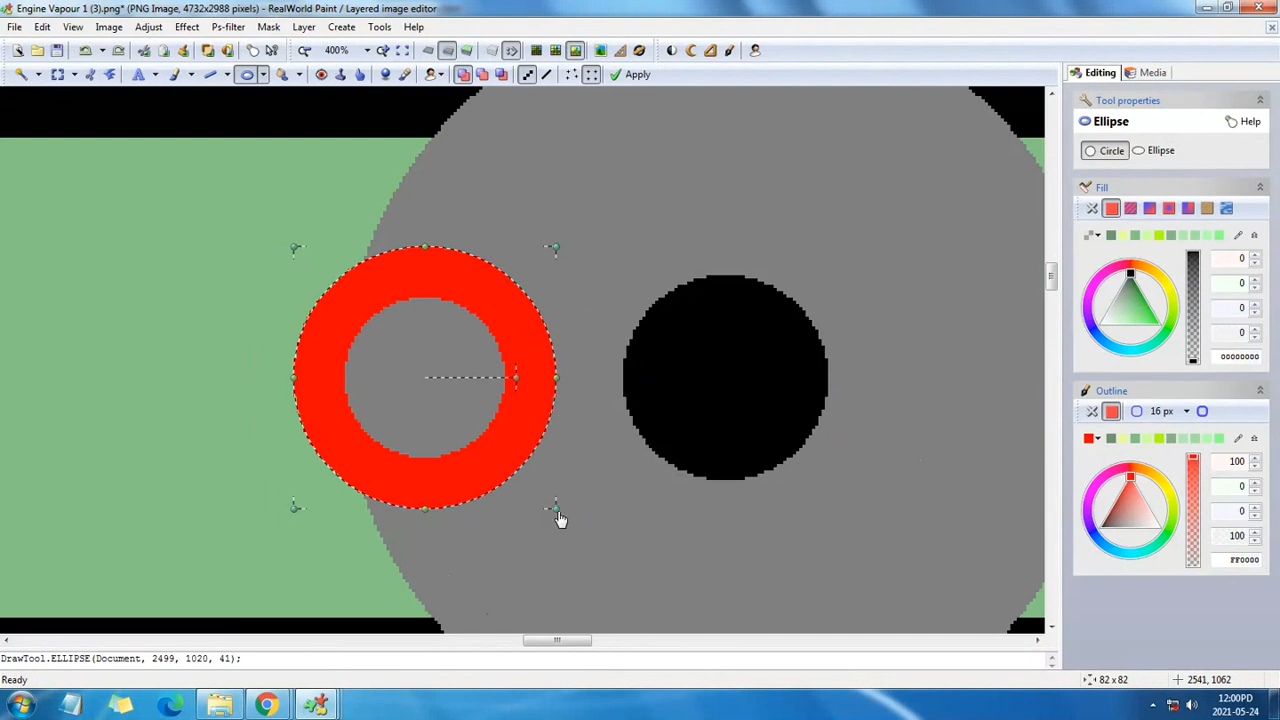 Engine Vapour 1 (3).png* (PNG Image, 4732x2988 pixels) - RealWorld Paint / Layered image editor
File Edit View Image Adjust Effect Ps-filter Mask Layer Create Tools Help
400%
Apply
Editing Media
Tool properties
Ellipse Help
Circle Ellipse
Fill
0
0
0
0
00000000
Outline
16 px
100
0
0
100
FF0000
DrawTool.ELLIPSE(Document, 2499, 1020, 41);
Ready 82 x 82 2541, 1062
12:00PD
2021-05-24